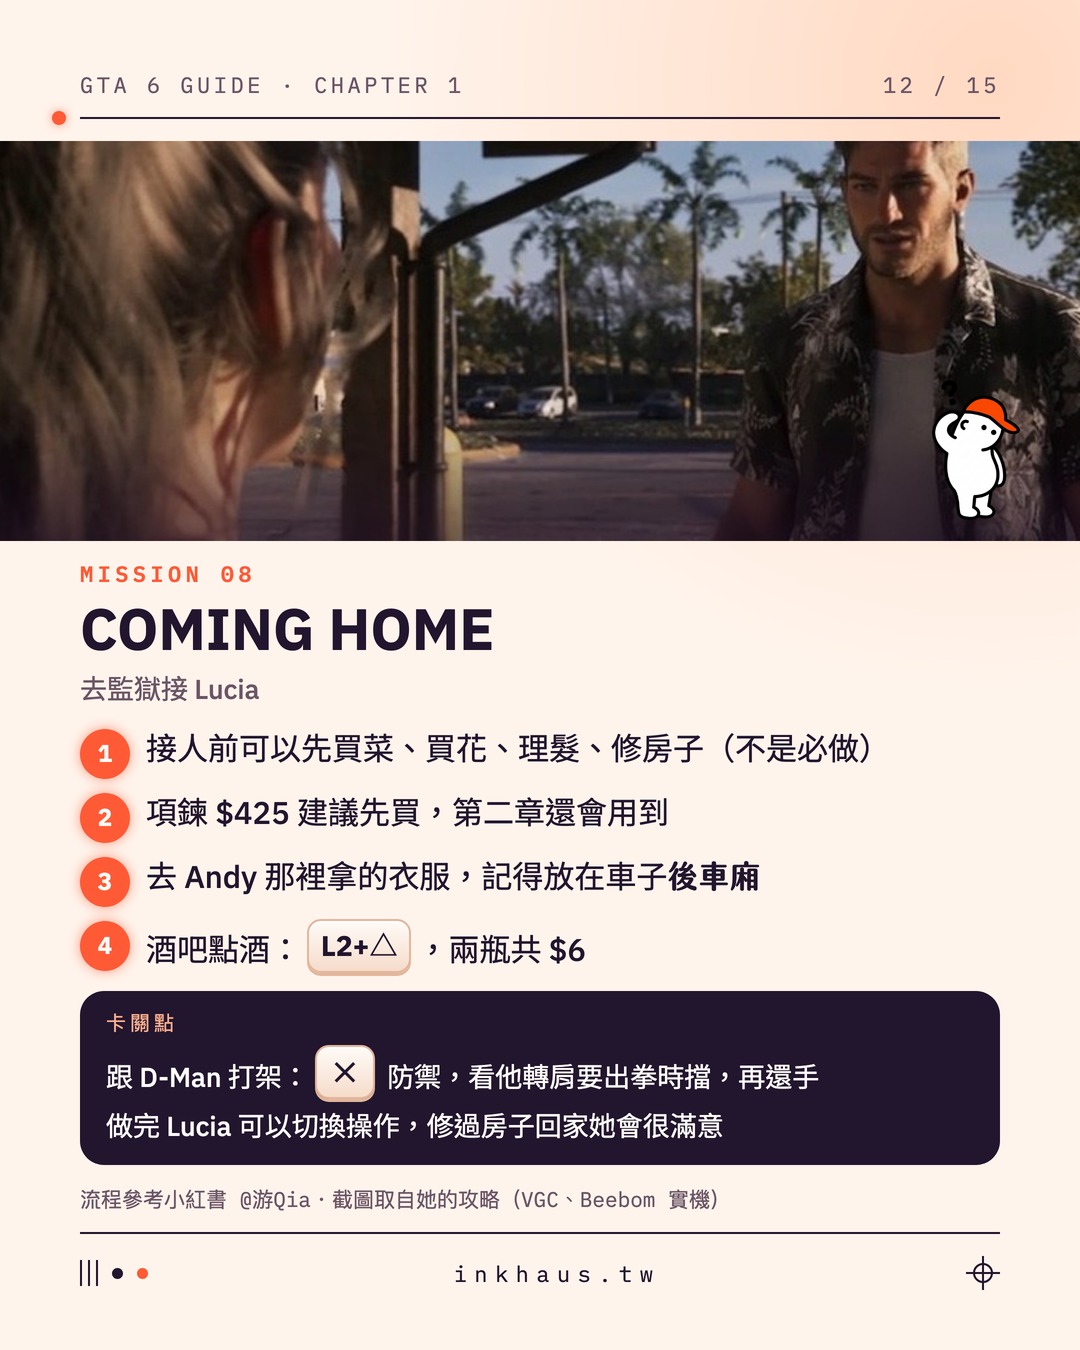 GTA 6 GUIDE · CHAPTER 1
12 / 15
MISSION 08
COMING HOME
去監獄接 Lucia
1 接人前可以先買菜、買花、理髮、修房子（不是必做）
2 項鍊 $425 建議先買，第二章還會用到
3 去 Andy 那裡拿的衣服，記得放在車子後車廂
4 酒吧點酒： L2+△ ，兩瓶共 $6
卡關點
跟 D-Man 打架： ✕ 防禦，看他轉肩要出拳時擋，再還手
做完 Lucia 可以切換操作，修過房子回家她會很滿意
流程參考小紅書 @游Qia · 截圖取自她的攻略（VGC、Beebom 實機）
inkhaus.tw